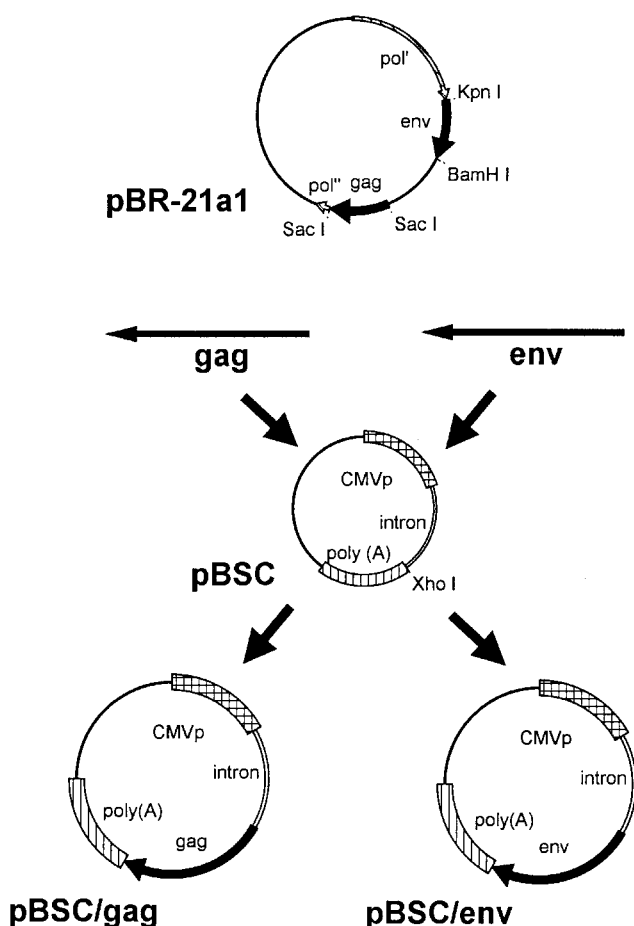 pol'
Kpn I
env
BamH I
pol" gag
pBR-21a1
Sac I
Sac I
gag
env
CMVp
intron
poly (A)
pBSC
Xho I
CMVp
intron
poly(A)
gag
pBSC/gag
CMVp
intron
poly(A)
env
pBSC/env